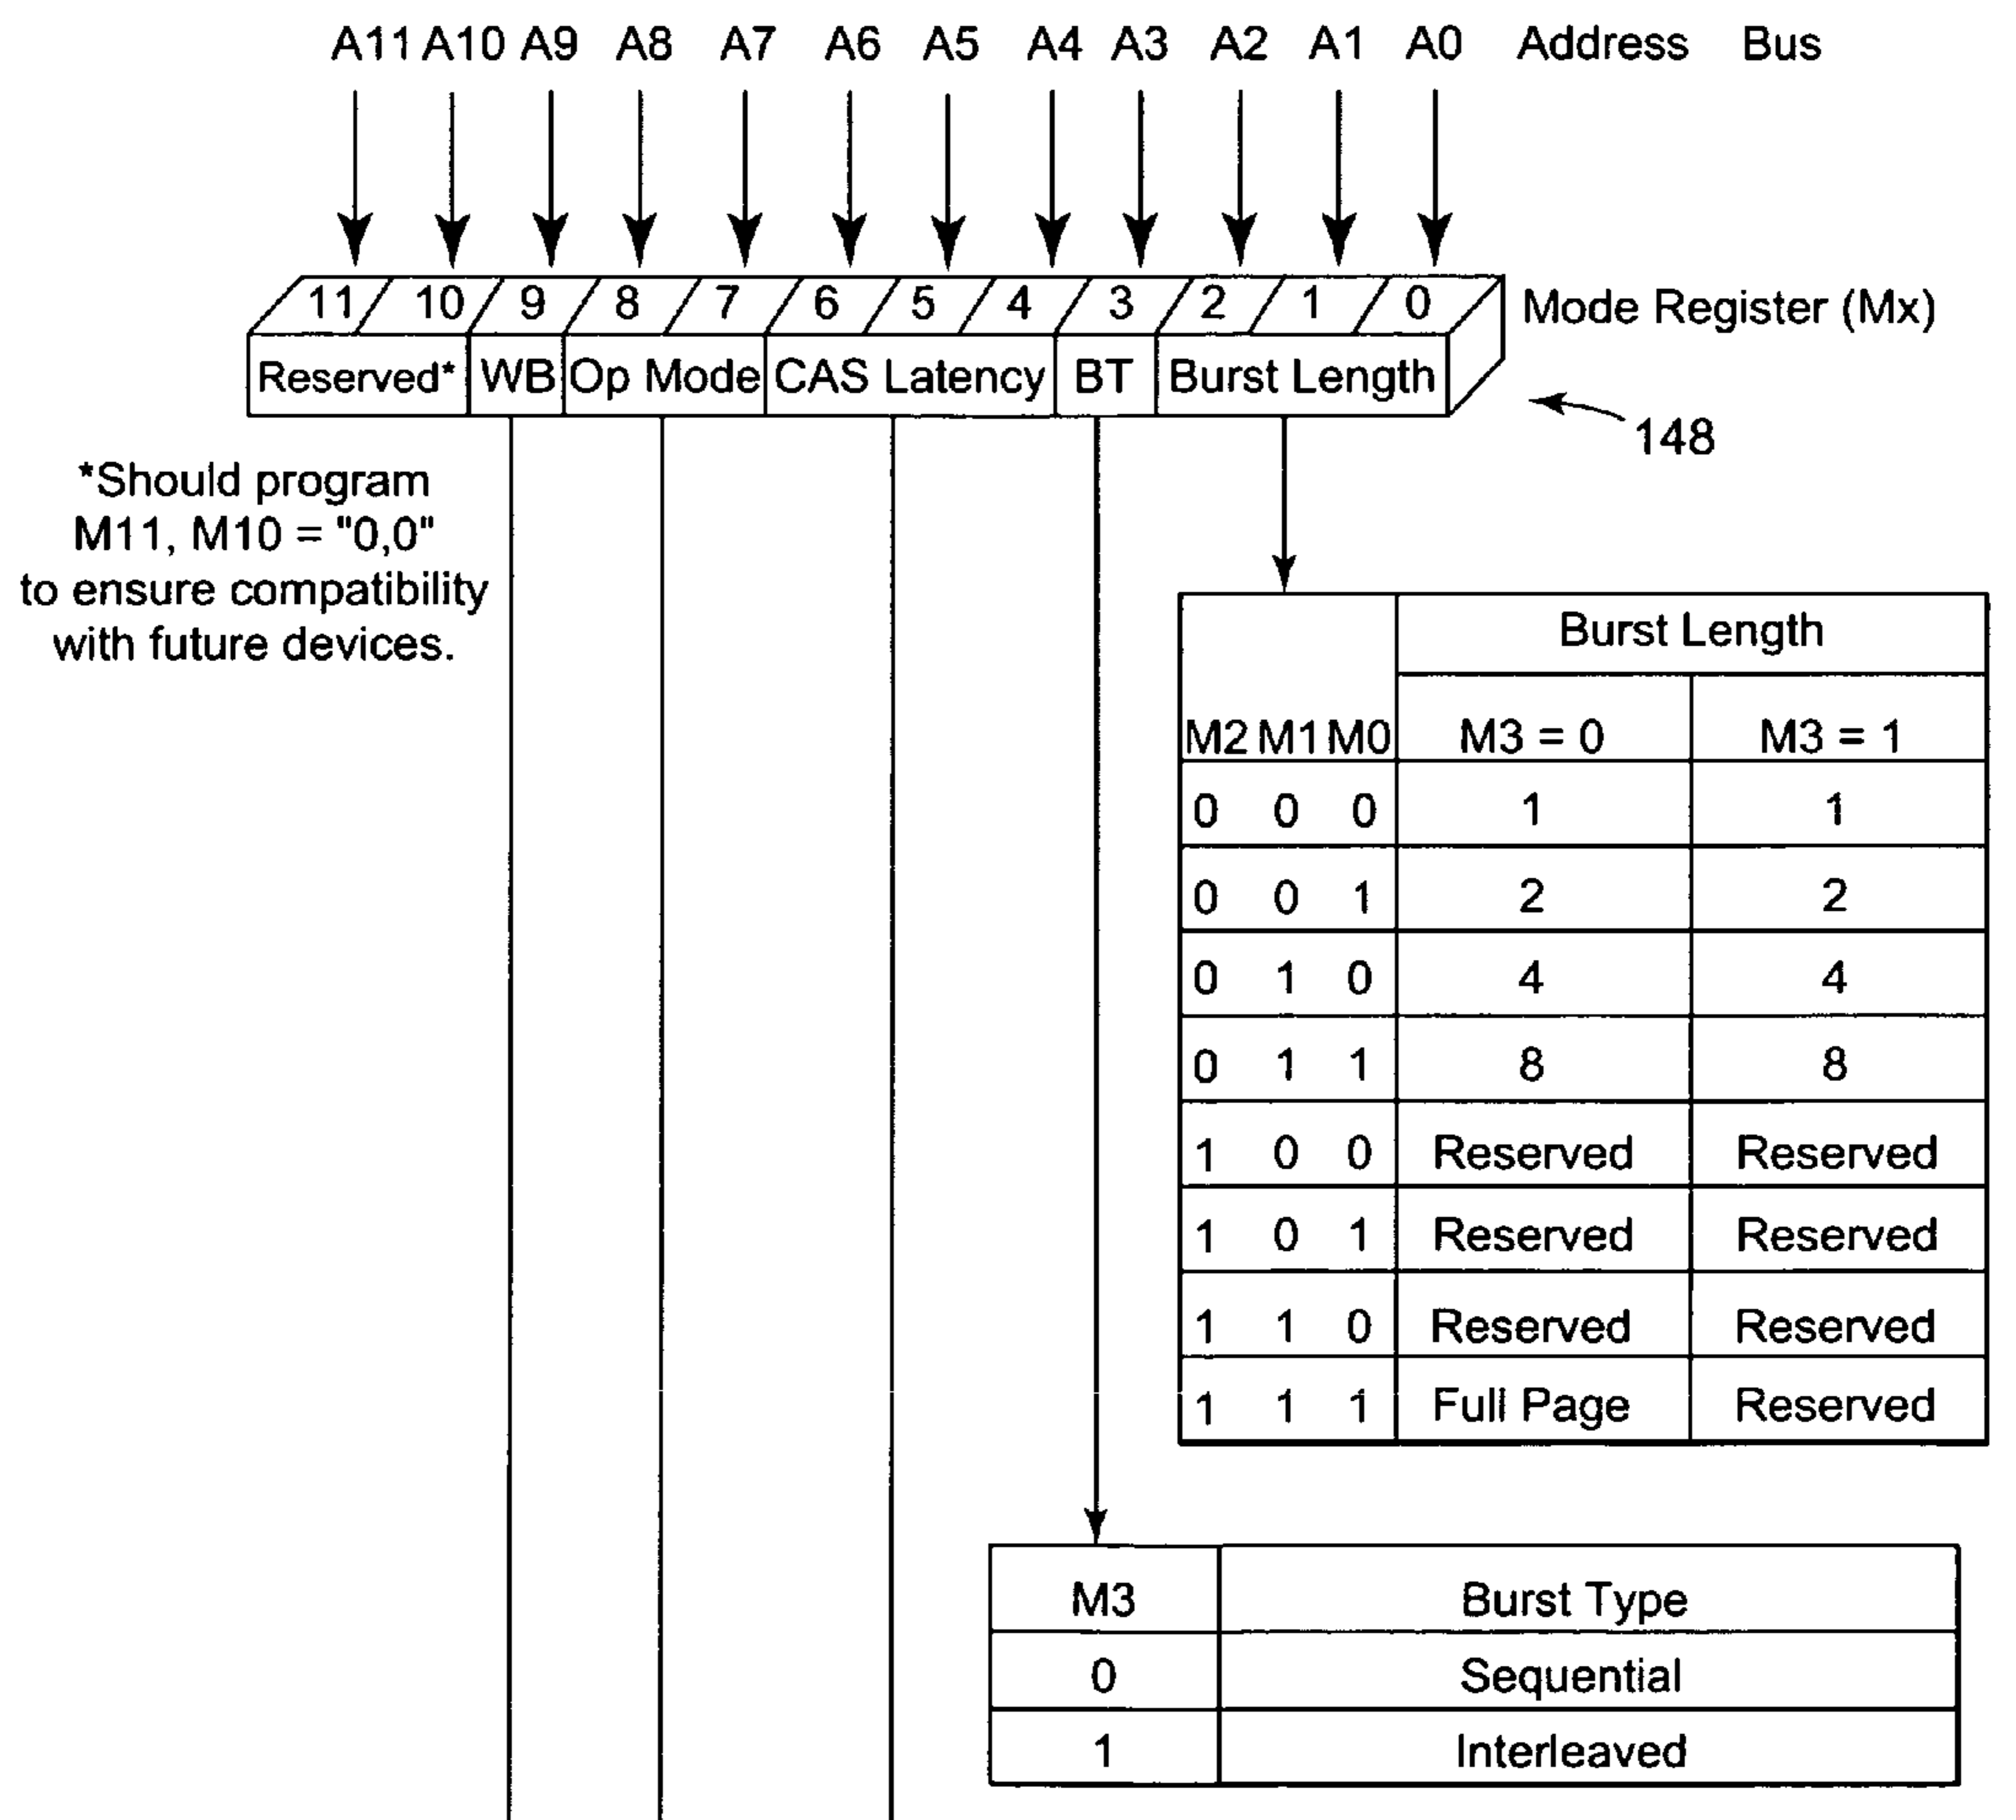 A11 A10 A9 A8 A7 A6 A5 A4 A3 A2 A1 A0 Address Bus
11 10 9 8 7 6 5 4 3 2 1 0 Mode Register (Mx)
Reserved* WB Op Mode CAS Latency BT Burst Length
148
*Should program
M11, M10 = "0,0"
to ensure compatibility
with future devices.
Burst Length
M2 M1 M0 M3 = 0 M3 = 1
0 0 0 1 1
0 0 1 2 2
0 1 0 4 4
0 1 1 8 8
1 0 0 Reserved Reserved
1 0 1 Reserved Reserved
1 1 0 Reserved Reserved
1 1 1 Full Page Reserved
M3 Burst Type
0 Sequential
1 Interleaved